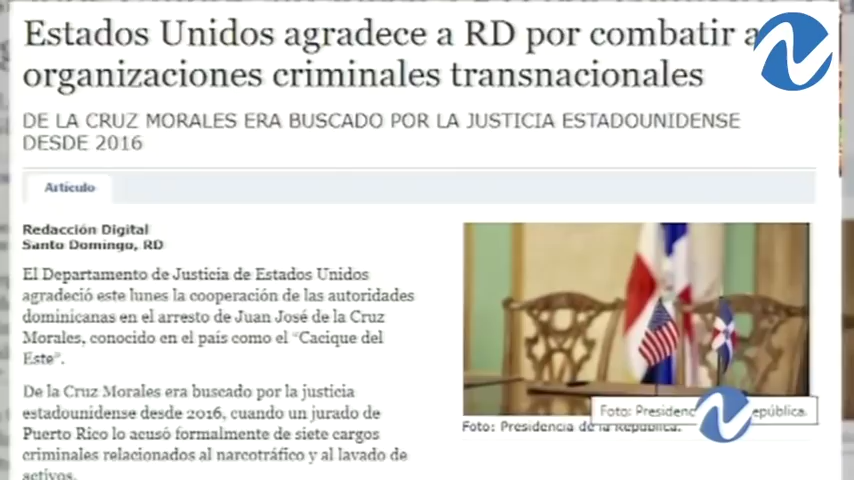 Estados Unidos agradece a RD por combatir a
organizaciones criminales transnacionales
DE LA CRUZ MORALES ERA BUSCADO POR LA JUSTICIA ESTADOUNIDENSE
DESDE 2016
Artículo
Redacción Digital
Santo Domingo, RD
El Departamento de Justicia de Estados Unidos
agradeció este lunes la cooperación de las autoridades
dominicanas en el arresto de Juan José de la Cruz
Morales, conocido en el país como el “Cacique del
Este”.
De la Cruz Morales era buscado por la justicia
estadounidense desde 2016, cuando un jurado de
Puerto Rico lo acusó formalmente de siete cargos
criminales relacionados al narcotráfico y al lavado de
activos.
Foto: República.
Foto: Presidencia de la República.